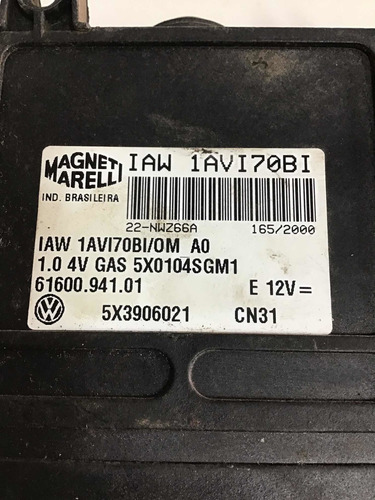 MAGNETI MARELLI
IND. BRASILEIRA
IAW 1AVI70BI
22-NWZ66A 165/2000
IAW 1AVI70BI/OM A0
1.0 4V GAS 5X0104SGM1
61600.941.01 E 12V=
5X3906021 CN31